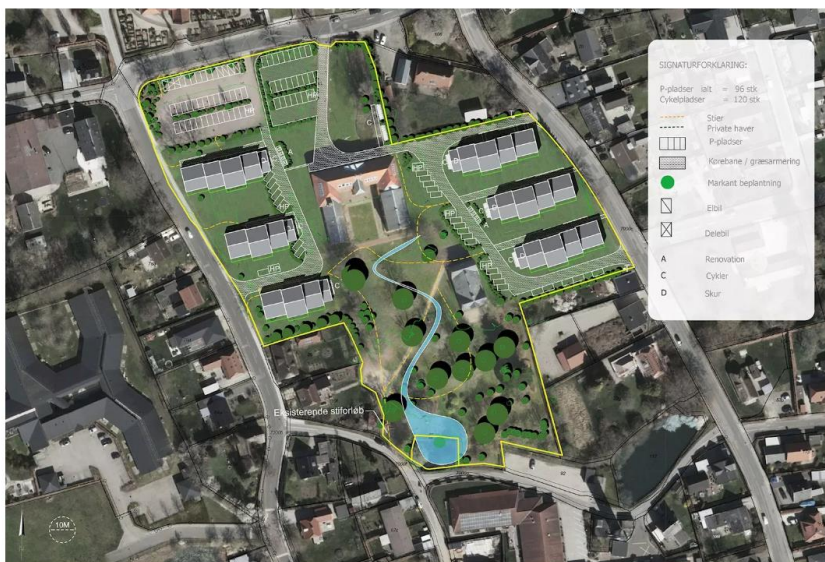 SIGNATURFORKLARING:
P-pladser ialt = 96 stk
Cykelpladser = 120 stk
Stier
Private haver
P-pladser
Kørebane / græsarmering
Markant beplantning
Elbil
Delebil
A Renovation
C Cykler
D Skur
C
C
Eksisterende stiforløb
10M